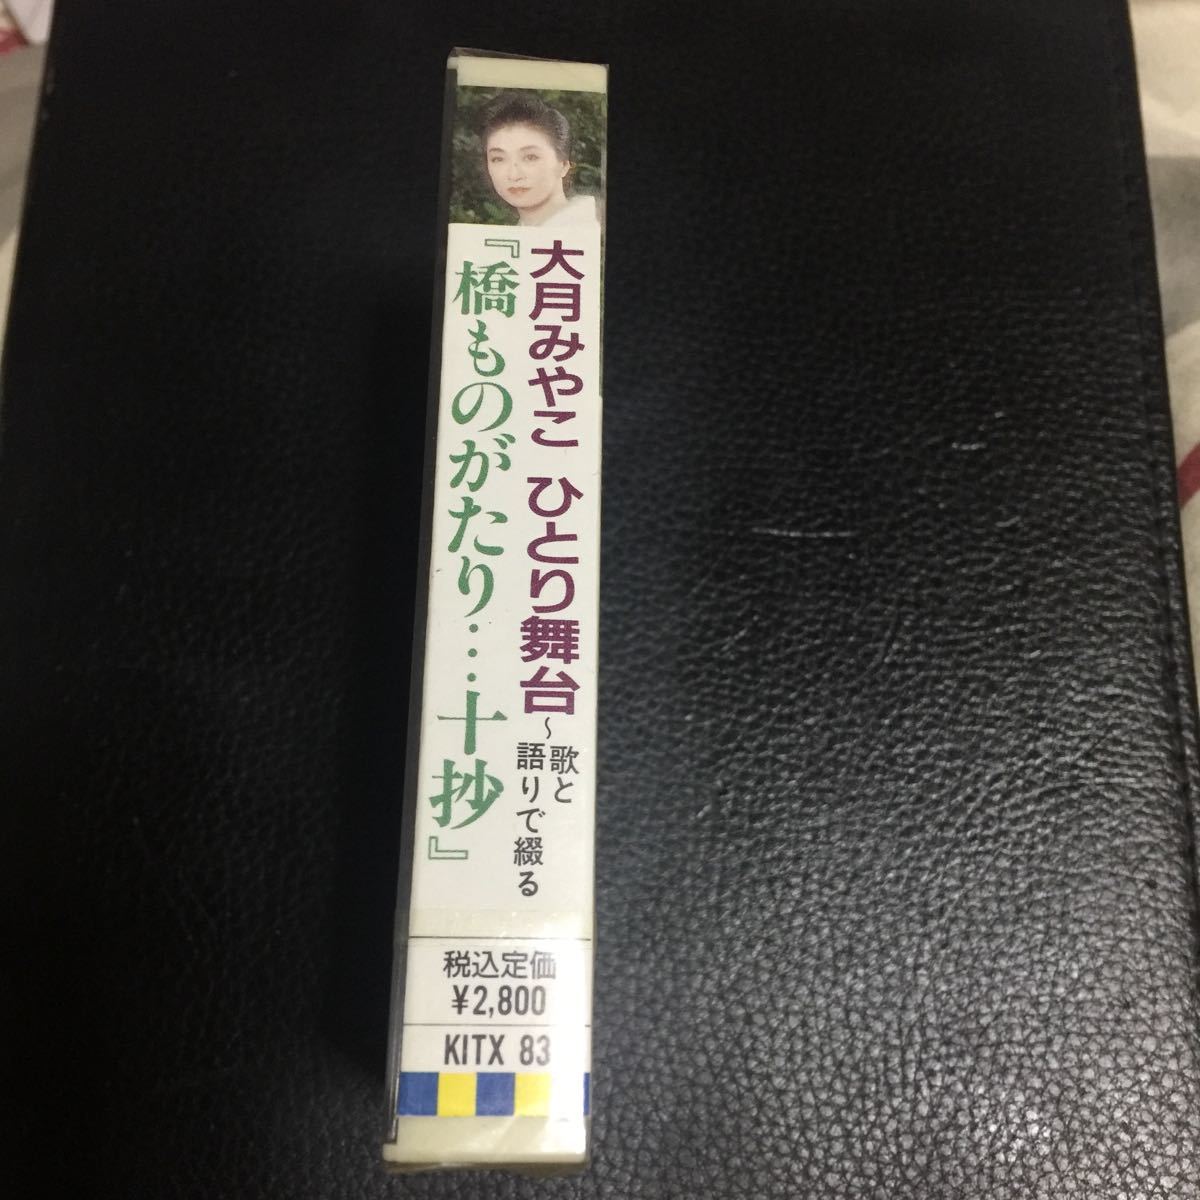 大月みやこ ひとり舞台
～歌と
語りで綴る
『橋ものがたり…十抄』
税込定価
¥2,800
KITX 83